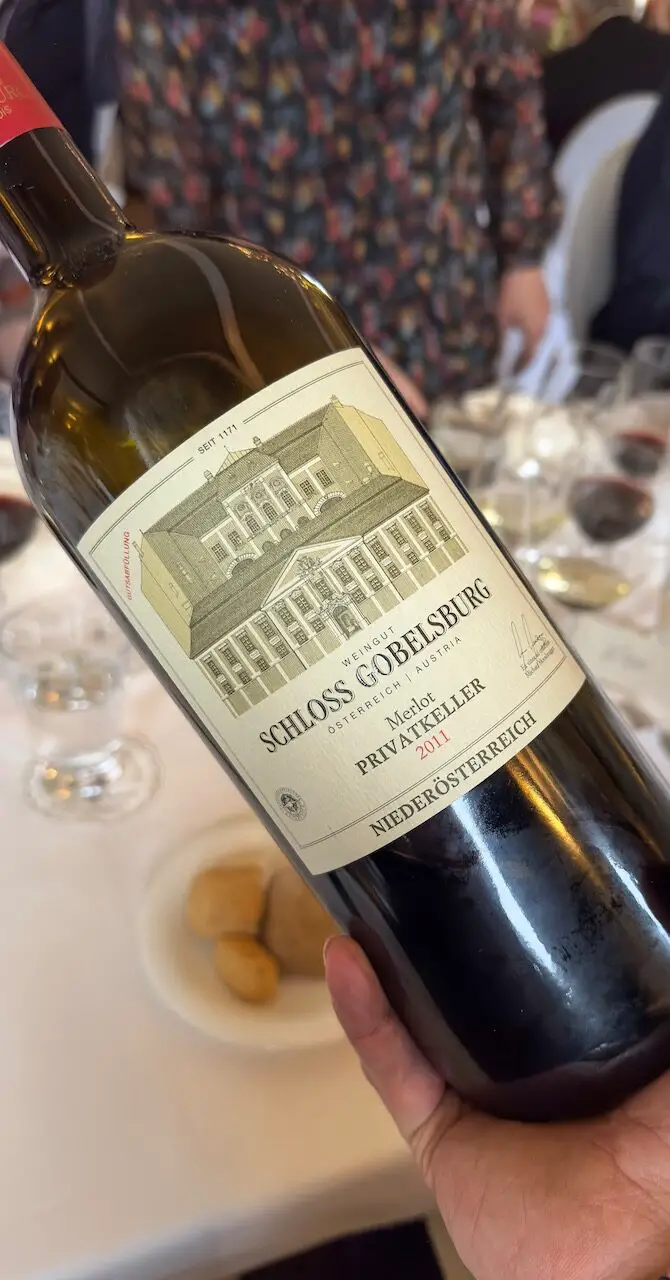 SEIT 1171
GUTSABFÜLLUNG
WEINGUT
SCHLOSS GOBELSBURG
ÖSTERREICH | AUSTRIA
Merlot
PRIVATKELLER
2011
NIEDERÖSTERREICH